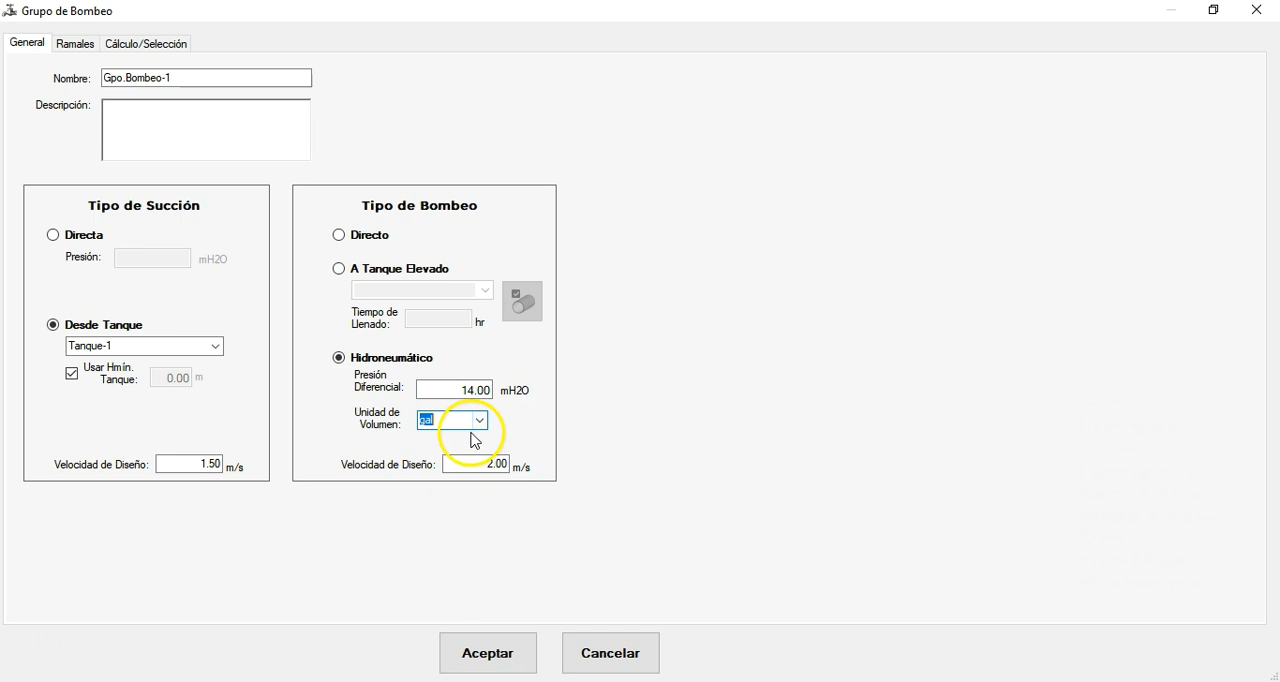 Grupo de Bombeo
General Ramales Cálculo/Selección
Nombre: Gpo.Bombeo-1
Descripción:
Tipo de Succión
Directa
Presión: mH2O
Desde Tanque
Tanque-1
Usar Hmín.
Tanque: 0.00 m
Velocidad de Diseño: 1.50 m/s
Tipo de Bombeo
Directo
A Tanque Elevado
Tiempo de
Llenado: hr
Hidroneumático
Presión
Diferencial: 14.00 mH2O
Unidad de
Volumen: gal
Velocidad de Diseño: 2.00 m/s
Aceptar Cancelar